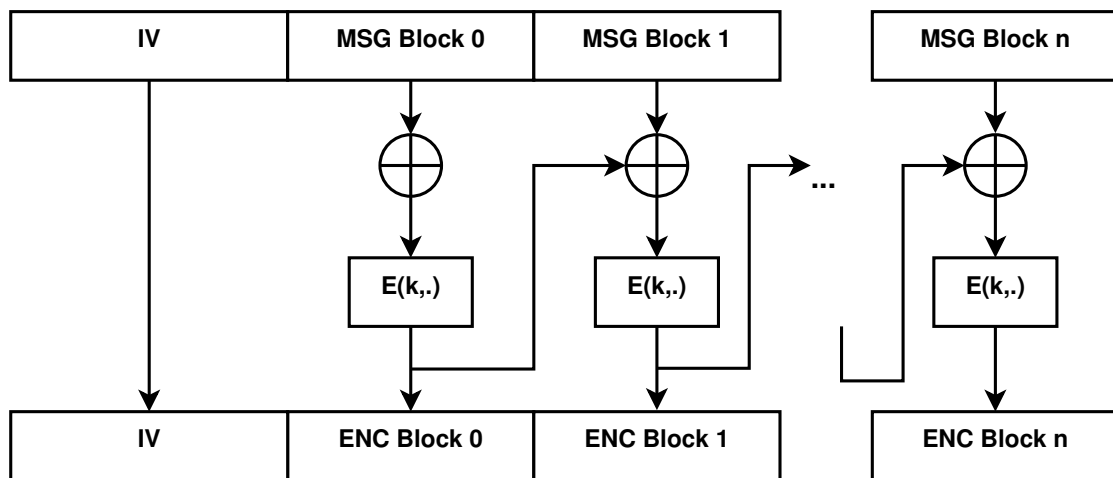 IV
MSG Block 0
MSG Block 1
MSG Block n
...
E(k,.)
E(k,.)
E(k,.)
IV
ENC Block 0
ENC Block 1
ENC Block n